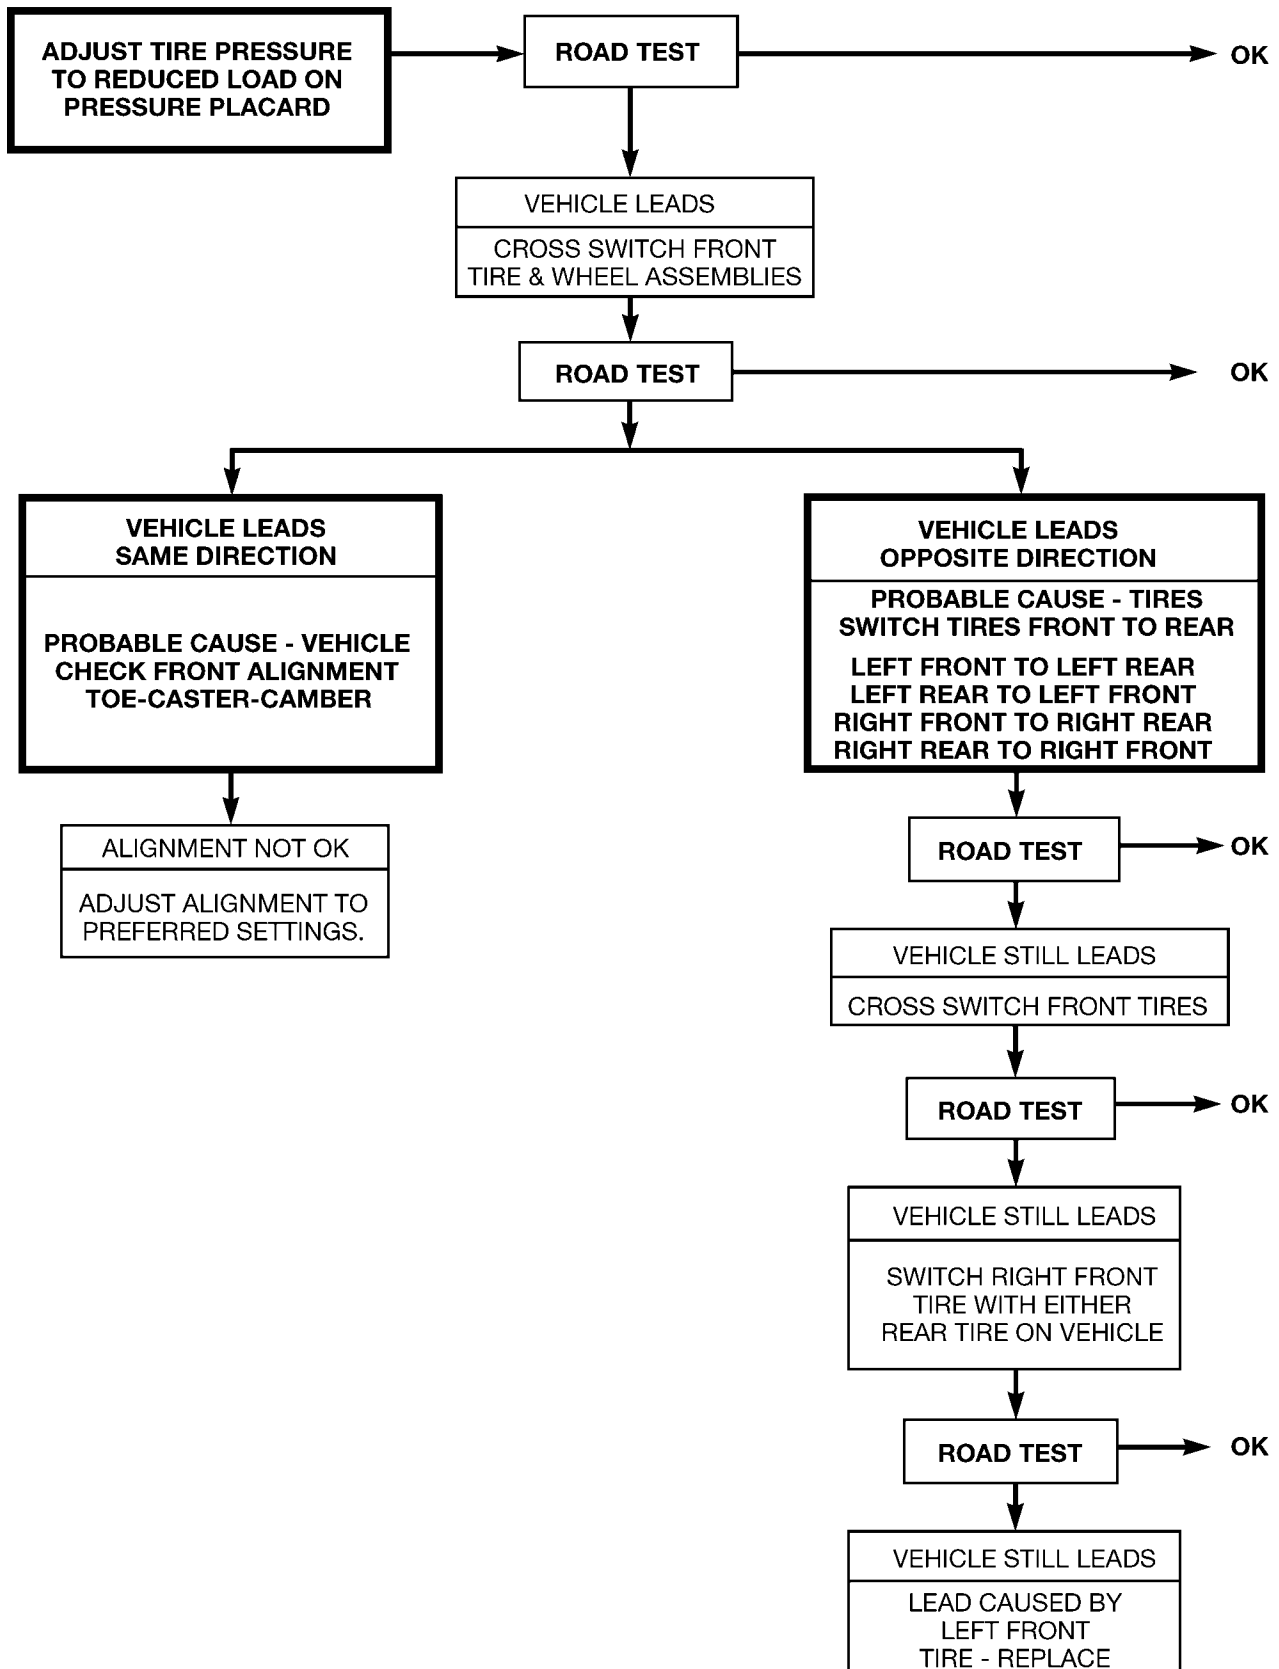 ADJUST TIRE PRESSURE
TO REDUCED LOAD ON
PRESSURE PLACARD
ROAD TEST
OK
VEHICLE LEADS
CROSS SWITCH FRONT
TIRE & WHEEL ASSEMBLIES
ROAD TEST
OK
VEHICLE LEADS
SAME DIRECTION
PROBABLE CAUSE - VEHICLE
CHECK FRONT ALIGNMENT
TOE-CASTER-CAMBER
ALIGNMENT NOT OK
ADJUST ALIGNMENT TO
PREFERRED SETTINGS.
VEHICLE LEADS
OPPOSITE DIRECTION
PROBABLE CAUSE - TIRES
SWITCH TIRES FRONT TO REAR
LEFT FRONT TO LEFT REAR
LEFT REAR TO LEFT FRONT
RIGHT FRONT TO RIGHT REAR
RIGHT REAR TO RIGHT FRONT
ROAD TEST
OK
VEHICLE STILL LEADS
CROSS SWITCH FRONT TIRES
ROAD TEST
OK
VEHICLE STILL LEADS
SWITCH RIGHT FRONT
TIRE WITH EITHER
REAR TIRE ON VEHICLE
ROAD TEST
OK
VEHICLE STILL LEADS
LEAD CAUSED BY
LEFT FRONT
TIRE - REPLACE